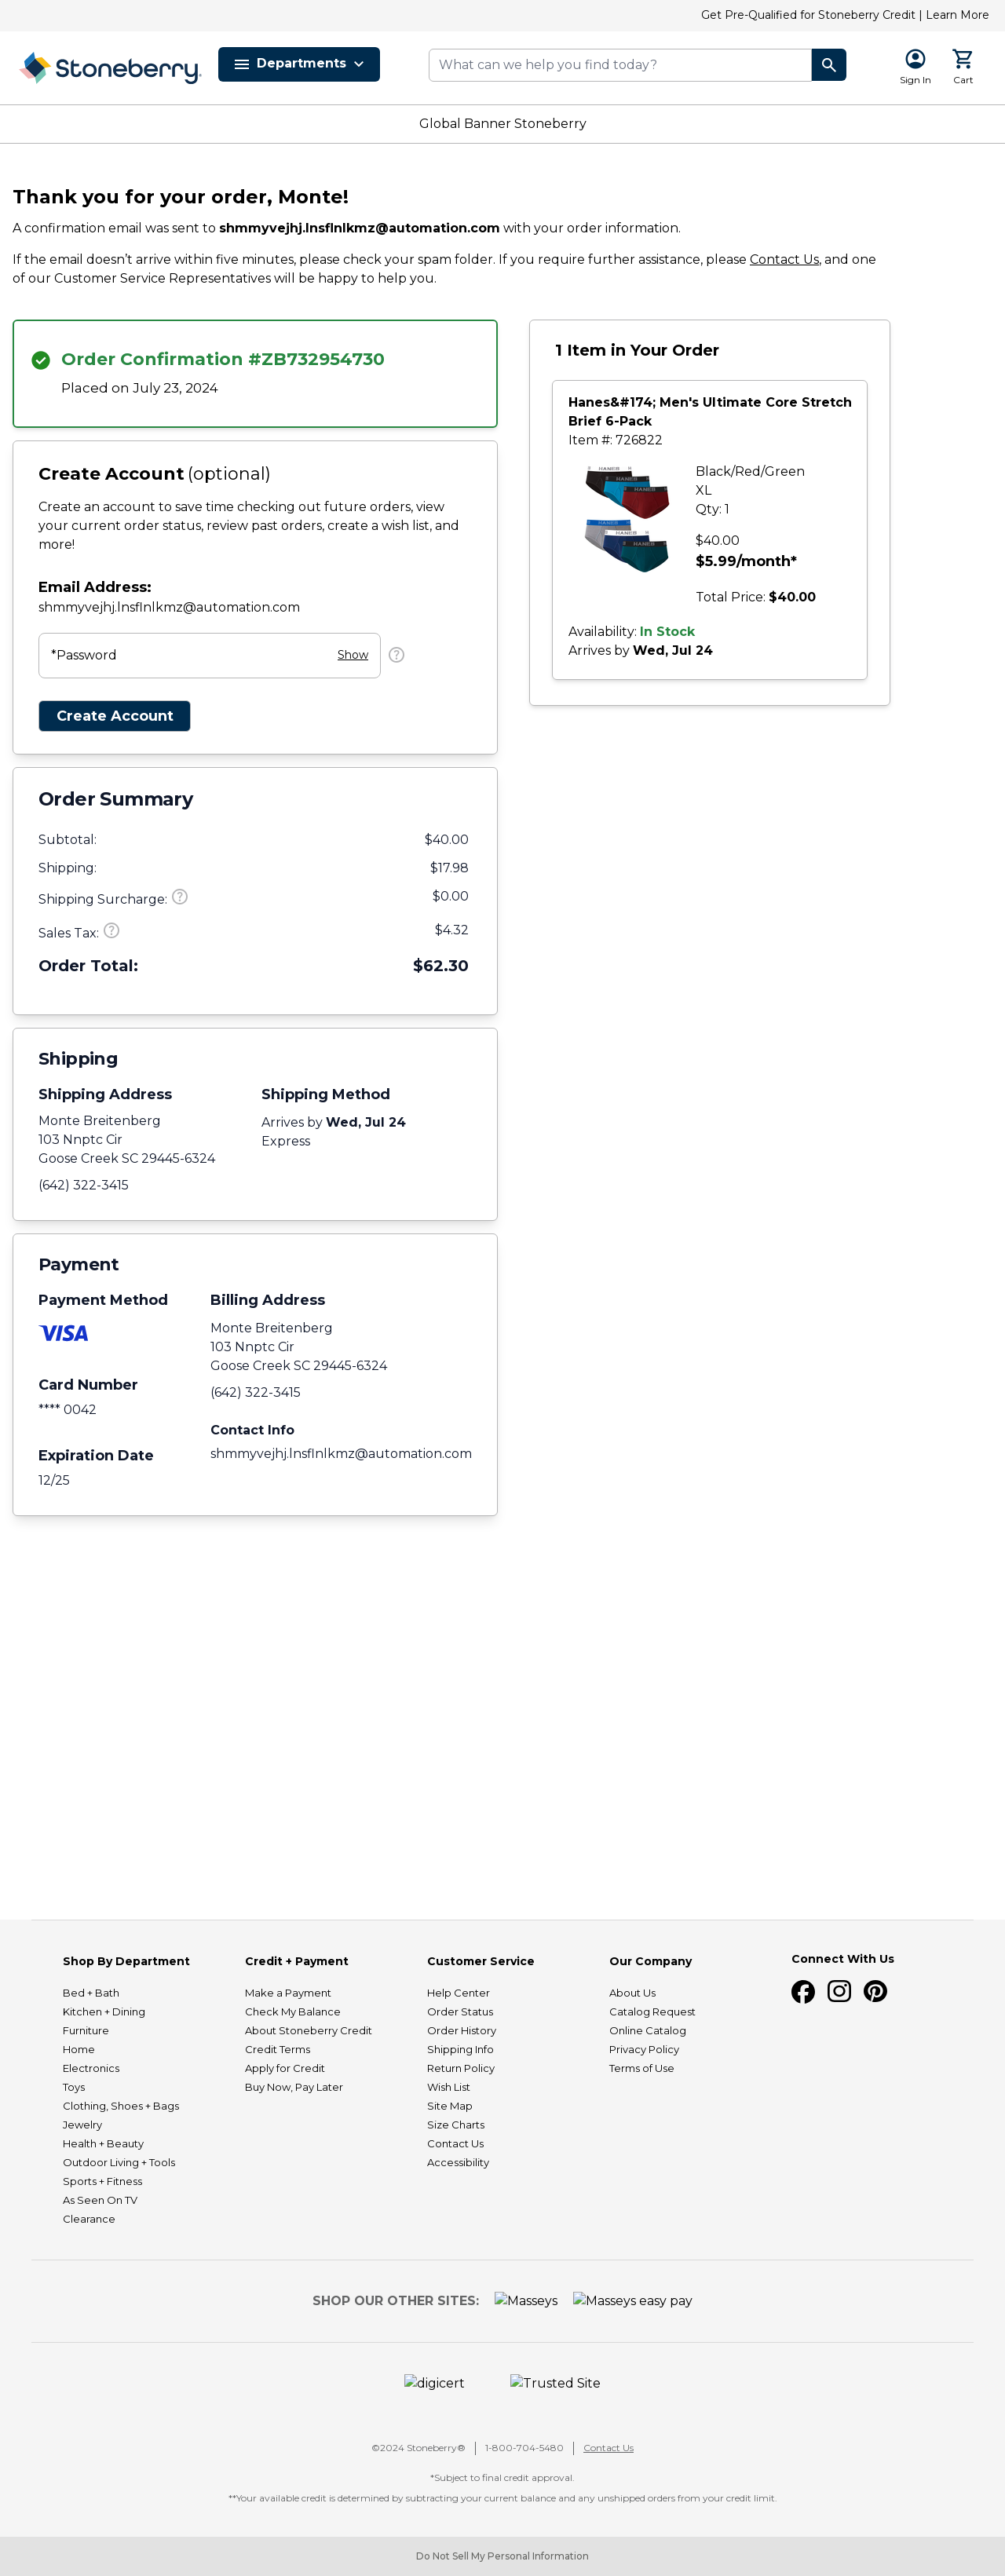 Get Pre-Qualified for Stoneberry Credit | Learn More
Stoneberry.
Departments
What can we help you find today?
Sign In
Cart
Global Banner Stoneberry
Thank you for your order, Monte!
A confirmation email was sent to shmmyvejhj.lnsflnlkmz@automation.com with your order information.
If the email doesn’t arrive within five minutes, please check your spam folder. If you require further assistance, please Contact Us, and one
of our Customer Service Representatives will be happy to help you.
Order Confirmation #ZB732954730
Placed on July 23, 2024
Create Account (optional)
Create an account to save time checking out future orders, view
your current order status, review past orders, create a wish list, and
more!
Email Address:
shmmyvejhj.lnsflnlkmz@automation.com
*Password
Show
Create Account
Order Summary
Subtotal: $40.00
Shipping: $17.98
Shipping Surcharge: $0.00
Sales Tax: $4.32
Order Total: $62.30
Shipping
Shipping Address
Monte Breitenberg
103 Nnptc Cir
Goose Creek SC 29445-6324
(642) 322-3415
Shipping Method
Arrives by Wed, Jul 24
Express
Payment
Payment Method
VISA
Card Number
**** 0042
Expiration Date
12/25
Billing Address
Monte Breitenberg
103 Nnptc Cir
Goose Creek SC 29445-6324
(642) 322-3415
Contact Info
shmmyvejhj.lnsflnlkmz@automation.com
1 Item in Your Order
Hanes&#174; Men's Ultimate Core Stretch
Brief 6-Pack
Item #: 726822
Black/Red/Green
XL
Qty: 1
$40.00
$5.99/month*
Total Price: $40.00
Availability: In Stock
Arrives by Wed, Jul 24
Shop By Department
Bed + Bath
Kitchen + Dining
Furniture
Home
Electronics
Toys
Clothing, Shoes + Bags
Jewelry
Health + Beauty
Outdoor Living + Tools
Sports + Fitness
As Seen On TV
Clearance
Credit + Payment
Make a Payment
Check My Balance
About Stoneberry Credit
Credit Terms
Apply for Credit
Buy Now, Pay Later
Customer Service
Help Center
Order Status
Order History
Shipping Info
Return Policy
Wish List
Site Map
Size Charts
Contact Us
Accessibility
Our Company
About Us
Catalog Request
Online Catalog
Privacy Policy
Terms of Use
Connect With Us
SHOP OUR OTHER SITES: Masseys Masseys easy pay
digicert Trusted Site
©2024 Stoneberry® | 1-800-704-5480 | Contact Us
*Subject to final credit approval.
**Your available credit is determined by subtracting your current balance and any unshipped orders from your credit limit.
Do Not Sell My Personal Information